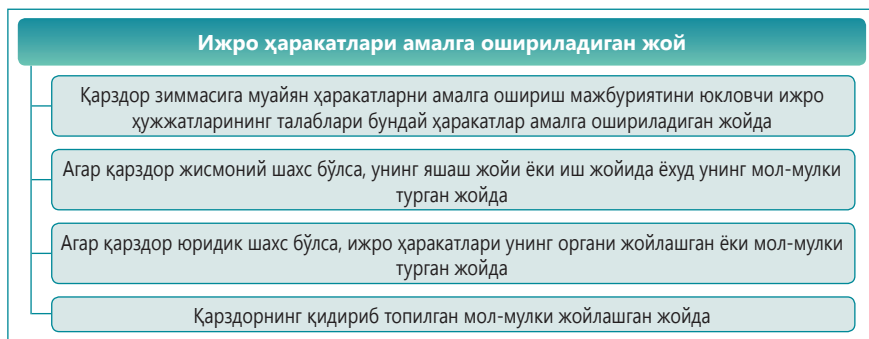 Ижро ҳаракатлари амалга ошириладиган жой
Қарздор зиммасига муайян ҳаракатларни амалга ошириш мажбуриятини юкловчи ижро
ҳужжатларининг талаблари бундай ҳаракатлар амалга ошириладиган жойда
Агар қарздор жисмоний шахс бўлса, унинг яшаш жойи ёки иш жойида ёхуд унинг мол-мулки
турган жойда
Агар қарздор юридик шахс бўлса, ижро ҳаракатлари унинг органи жойлашган ёки мол-мулки
турган жойда
Қарздорнинг қидириб топилган мол-мулки жойлашган жойда